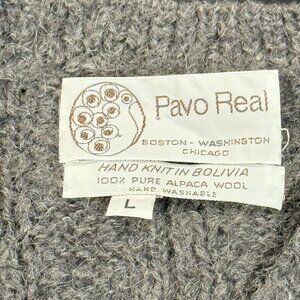 Pavo Real
BOSTON - WASHINGTON
CHICAGO
HAND KNIT IN BOLIVIA
100% PURE ALPACA WOOL
HAND WASHABLE
L